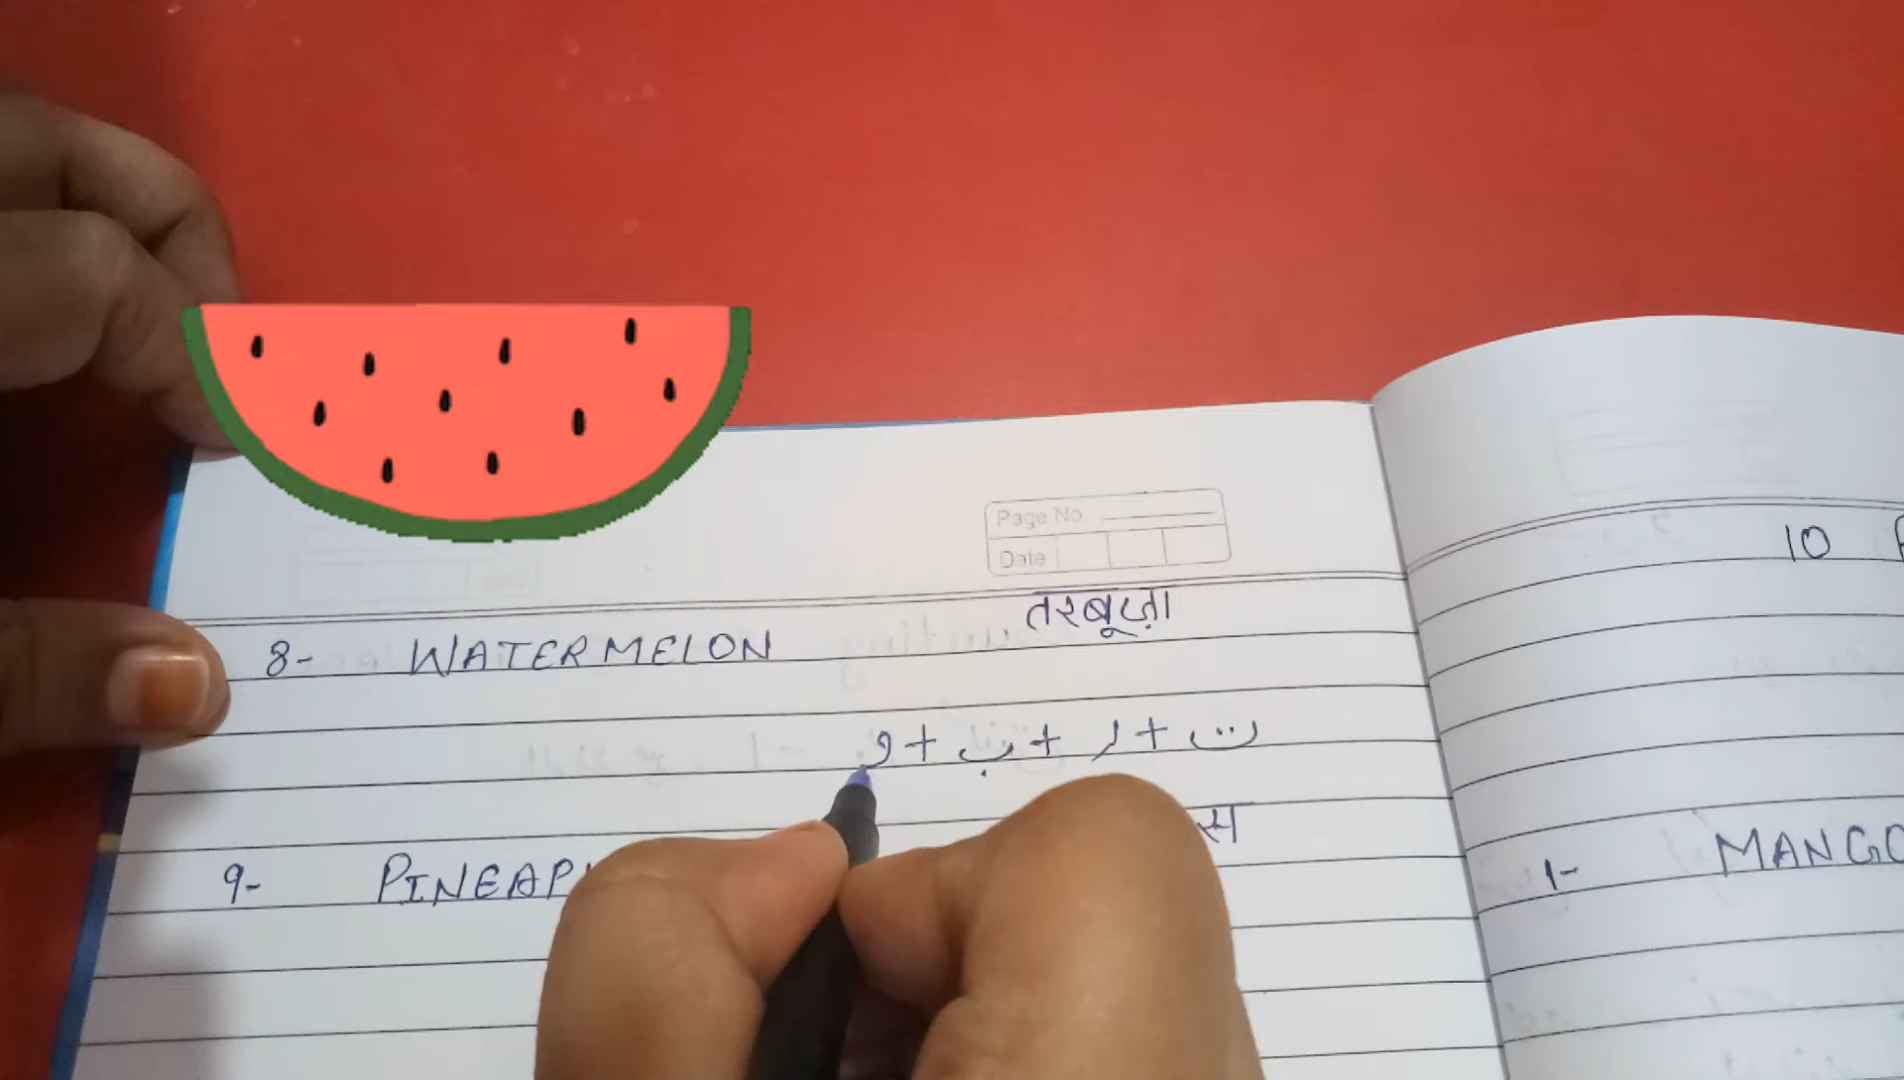 Page No.
Date
तरबूज़ा
8- WATERMELON
ت + ر + ب + و
9- PINEAP
10
1- MANGO